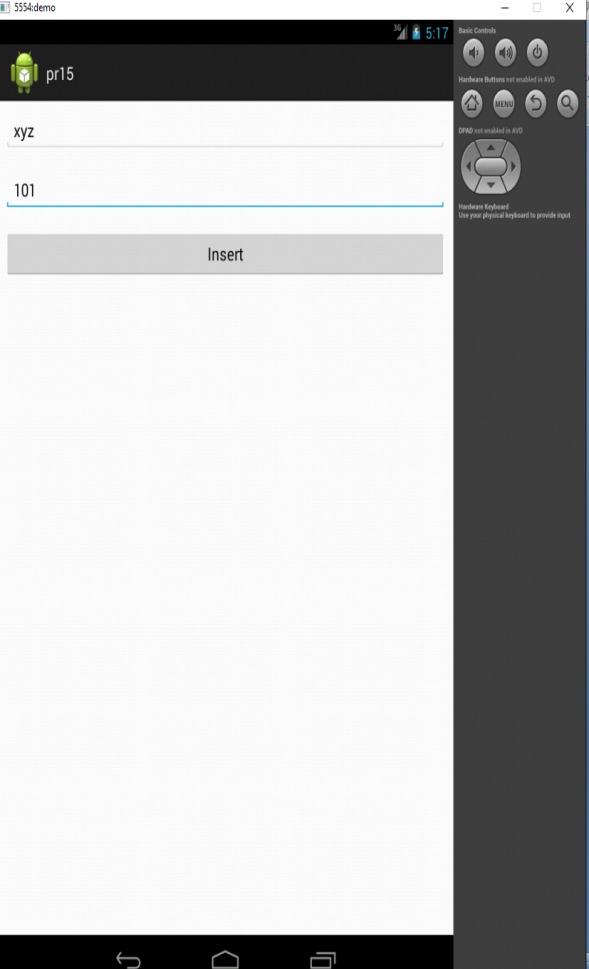 5554:demo
Basic Controls
3G 5:17
pr15
Hardware Buttons not enabled in AVD
MENU
xyz
DPAD not enabled in AVD
101
Hardware Keyboard
Use your physical keyboard to provide input
Insert